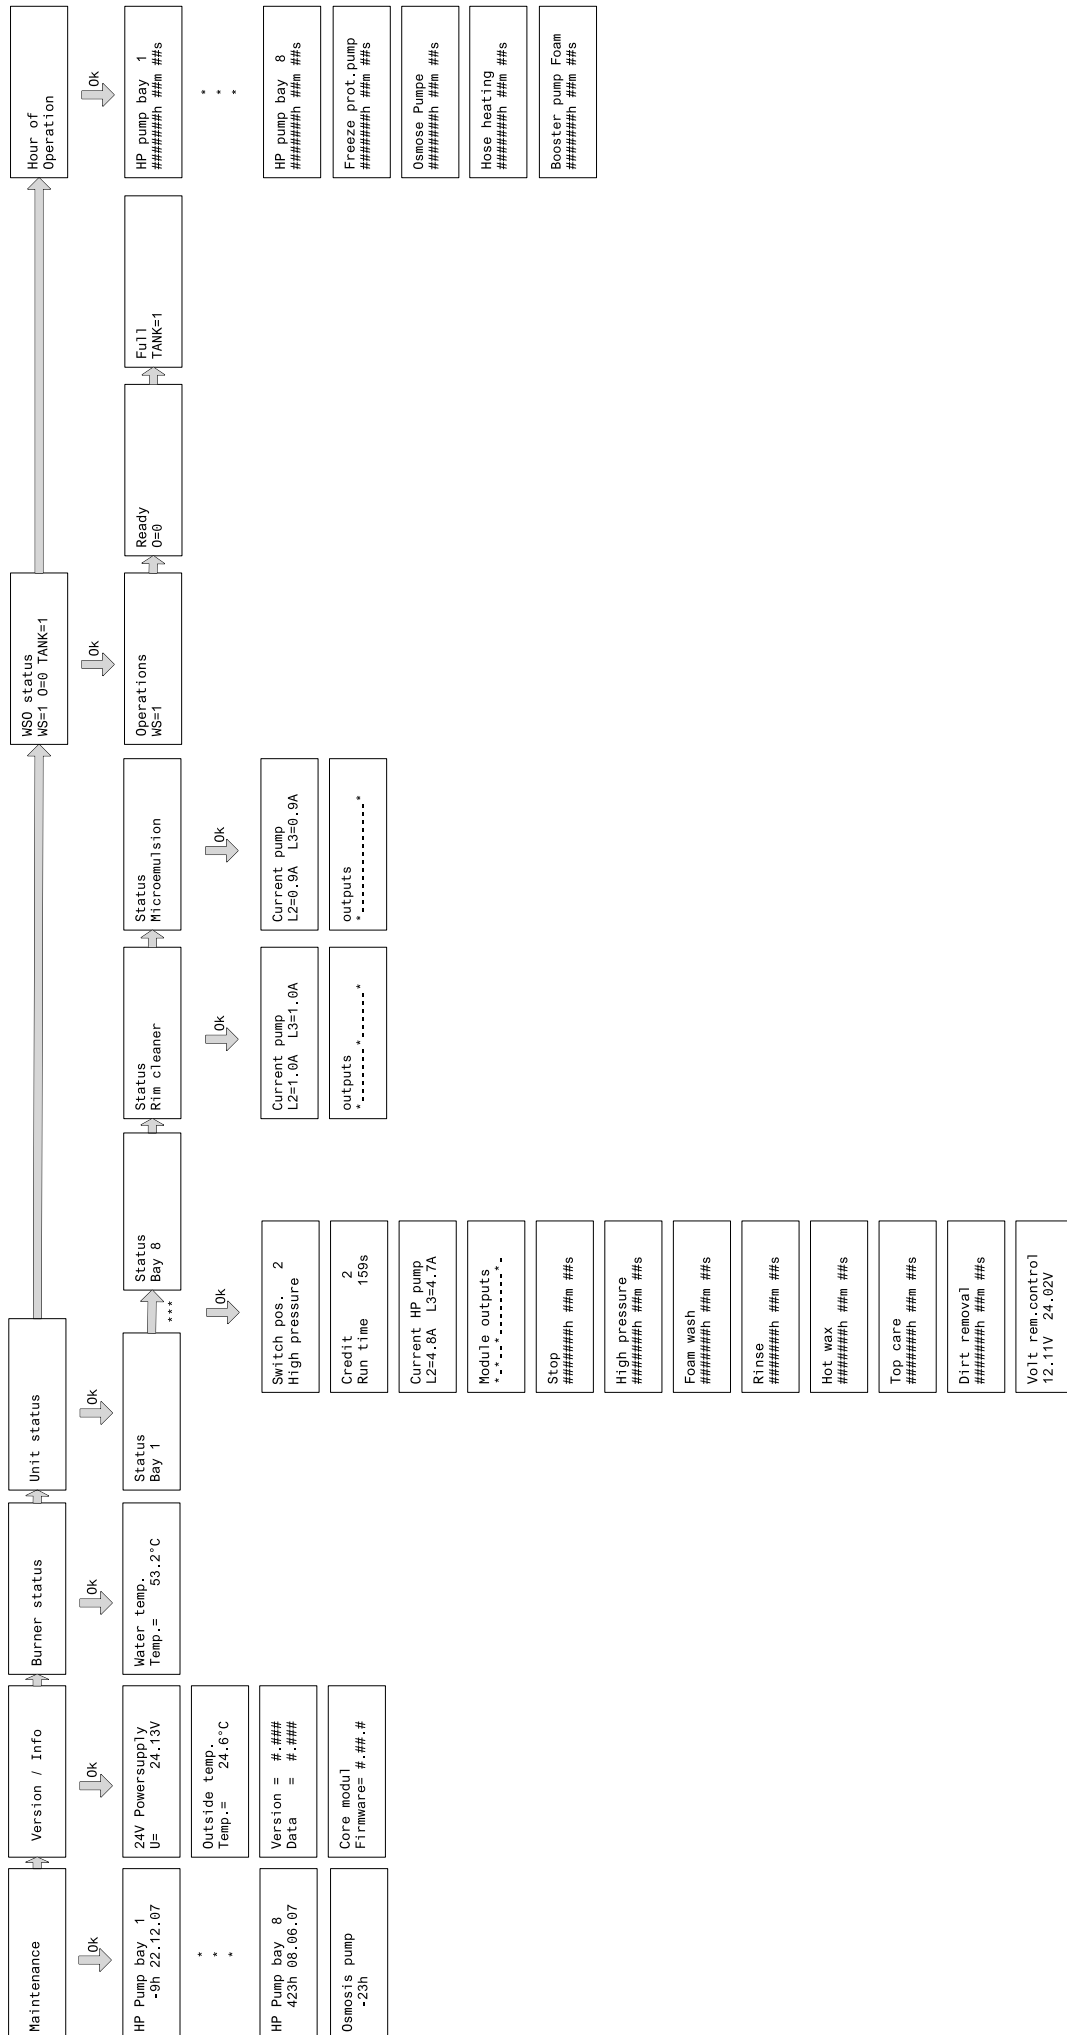 Maintenance
Ok
HP Pump bay  1
-9h 22.12.07
*
*
*
HP Pump bay  8
423h 08.06.07
Osmosis pump
-23h
Version / Info
Ok
24V Powersupply
U=      24.13V
Outside temp.
Temp.=   24.6°C
Version = #.###
Data    = #.###
Core modul
Firmware= #.##.#
Burner status
Ok
Water temp.
Temp.=   53.2°C
Unit status
Ok
Status
Bay 1
***
Status
Bay 8
Ok
Switch pos.  2
High pressure
Credit      2
Run time   159s
Current HP pump
L2=4.8A  L3=4.7A
Module outputs
*-*--*---------*-
Stop
#######h ##m ##s
High pressure
#######h ##m ##s
Foam wash
#######h ##m ##s
Rinse
#######h ##m ##s
Hot wax
#######h ##m ##s
Top care
#######h ##m ##s
Dirt removal
#######h ##m ##s
Volt rem.control
12.11V  24.02V
Status
Rim cleaner
Ok
Current pump
L2=1.0A  L3=1.0A
outputs
*-------*------*
Status
Microemulsion
Ok
Current pump
L2=0.9A  L3=0.9A
outputs
*--------------*
WSO status
WS=1 O=0 TANK=1
Ok
Operations
WS=1
Ready
O=0
Full
TANK=1
Hour of
Operation
Ok
HP pump bay  1
#######h ##m ##s
*
*
*
HP pump bay  8
#######h ##m ##s
Freeze prot.pump
#######h ##m ##s
Osmose Pumpe
#######h ##m ##s
Hose heating
#######h ##m ##s
Booster pump Foam
#######h ##m ##s